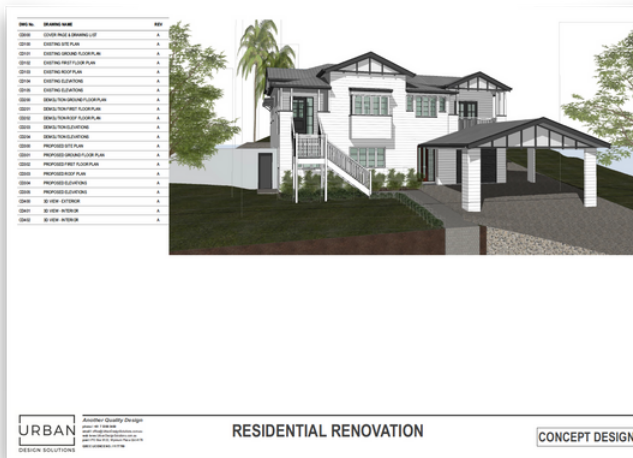 DWG No. DRAWING NAME REV
CD000 COVER PAGE & DRAWING LIST A
CD100 EXISTING SITE PLAN A
CD101 EXISTING GROUND FLOOR PLAN A
CD102 EXISTING FIRST FLOOR PLAN A
CD103 EXISTING ROOF PLAN A
CD104 EXISTING ELEVATIONS A
CD105 EXISTING ELEVATIONS A
CD200 DEMOLITION GROUND FLOOR PLAN A
CD201 DEMOLITION FIRST FLOOR PLAN A
CD202 DEMOLITION ROOF PLAN A
CD203 DEMOLITION ELEVATIONS A
CD204 DEMOLITION ELEVATIONS A
CD300 PROPOSED SITE PLAN A
CD301 PROPOSED GROUND FLOOR PLAN A
CD302 PROPOSED FIRST FLOOR PLAN A
CD303 PROPOSED ROOF PLAN A
CD304 PROPOSED ELEVATIONS A
CD305 PROPOSED ELEVATIONS A
CD400 3D VIEW - EXTERIOR A
CD401 3D VIEW - INTERIOR A
CD402 3D VIEW - INTERIOR A
URBAN
DESIGN SOLUTIONS
Another Quality Design
RESIDENTIAL RENOVATION
CONCEPT DESIGN